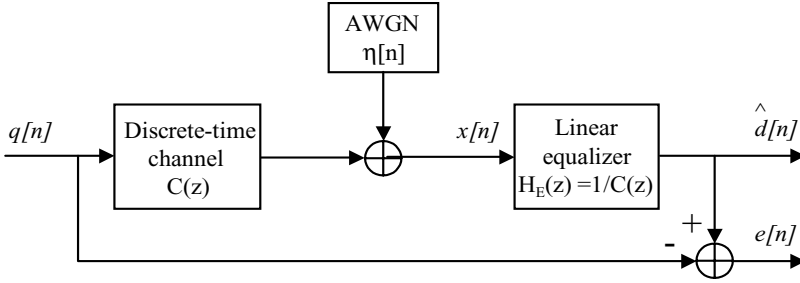 AWGN
η[n]
q[n]
Discrete-time
channel
C(z)
x[n]
Linear
equalizer
H_E(z) =1/C(z)
^
d[n]
+
-
e[n]